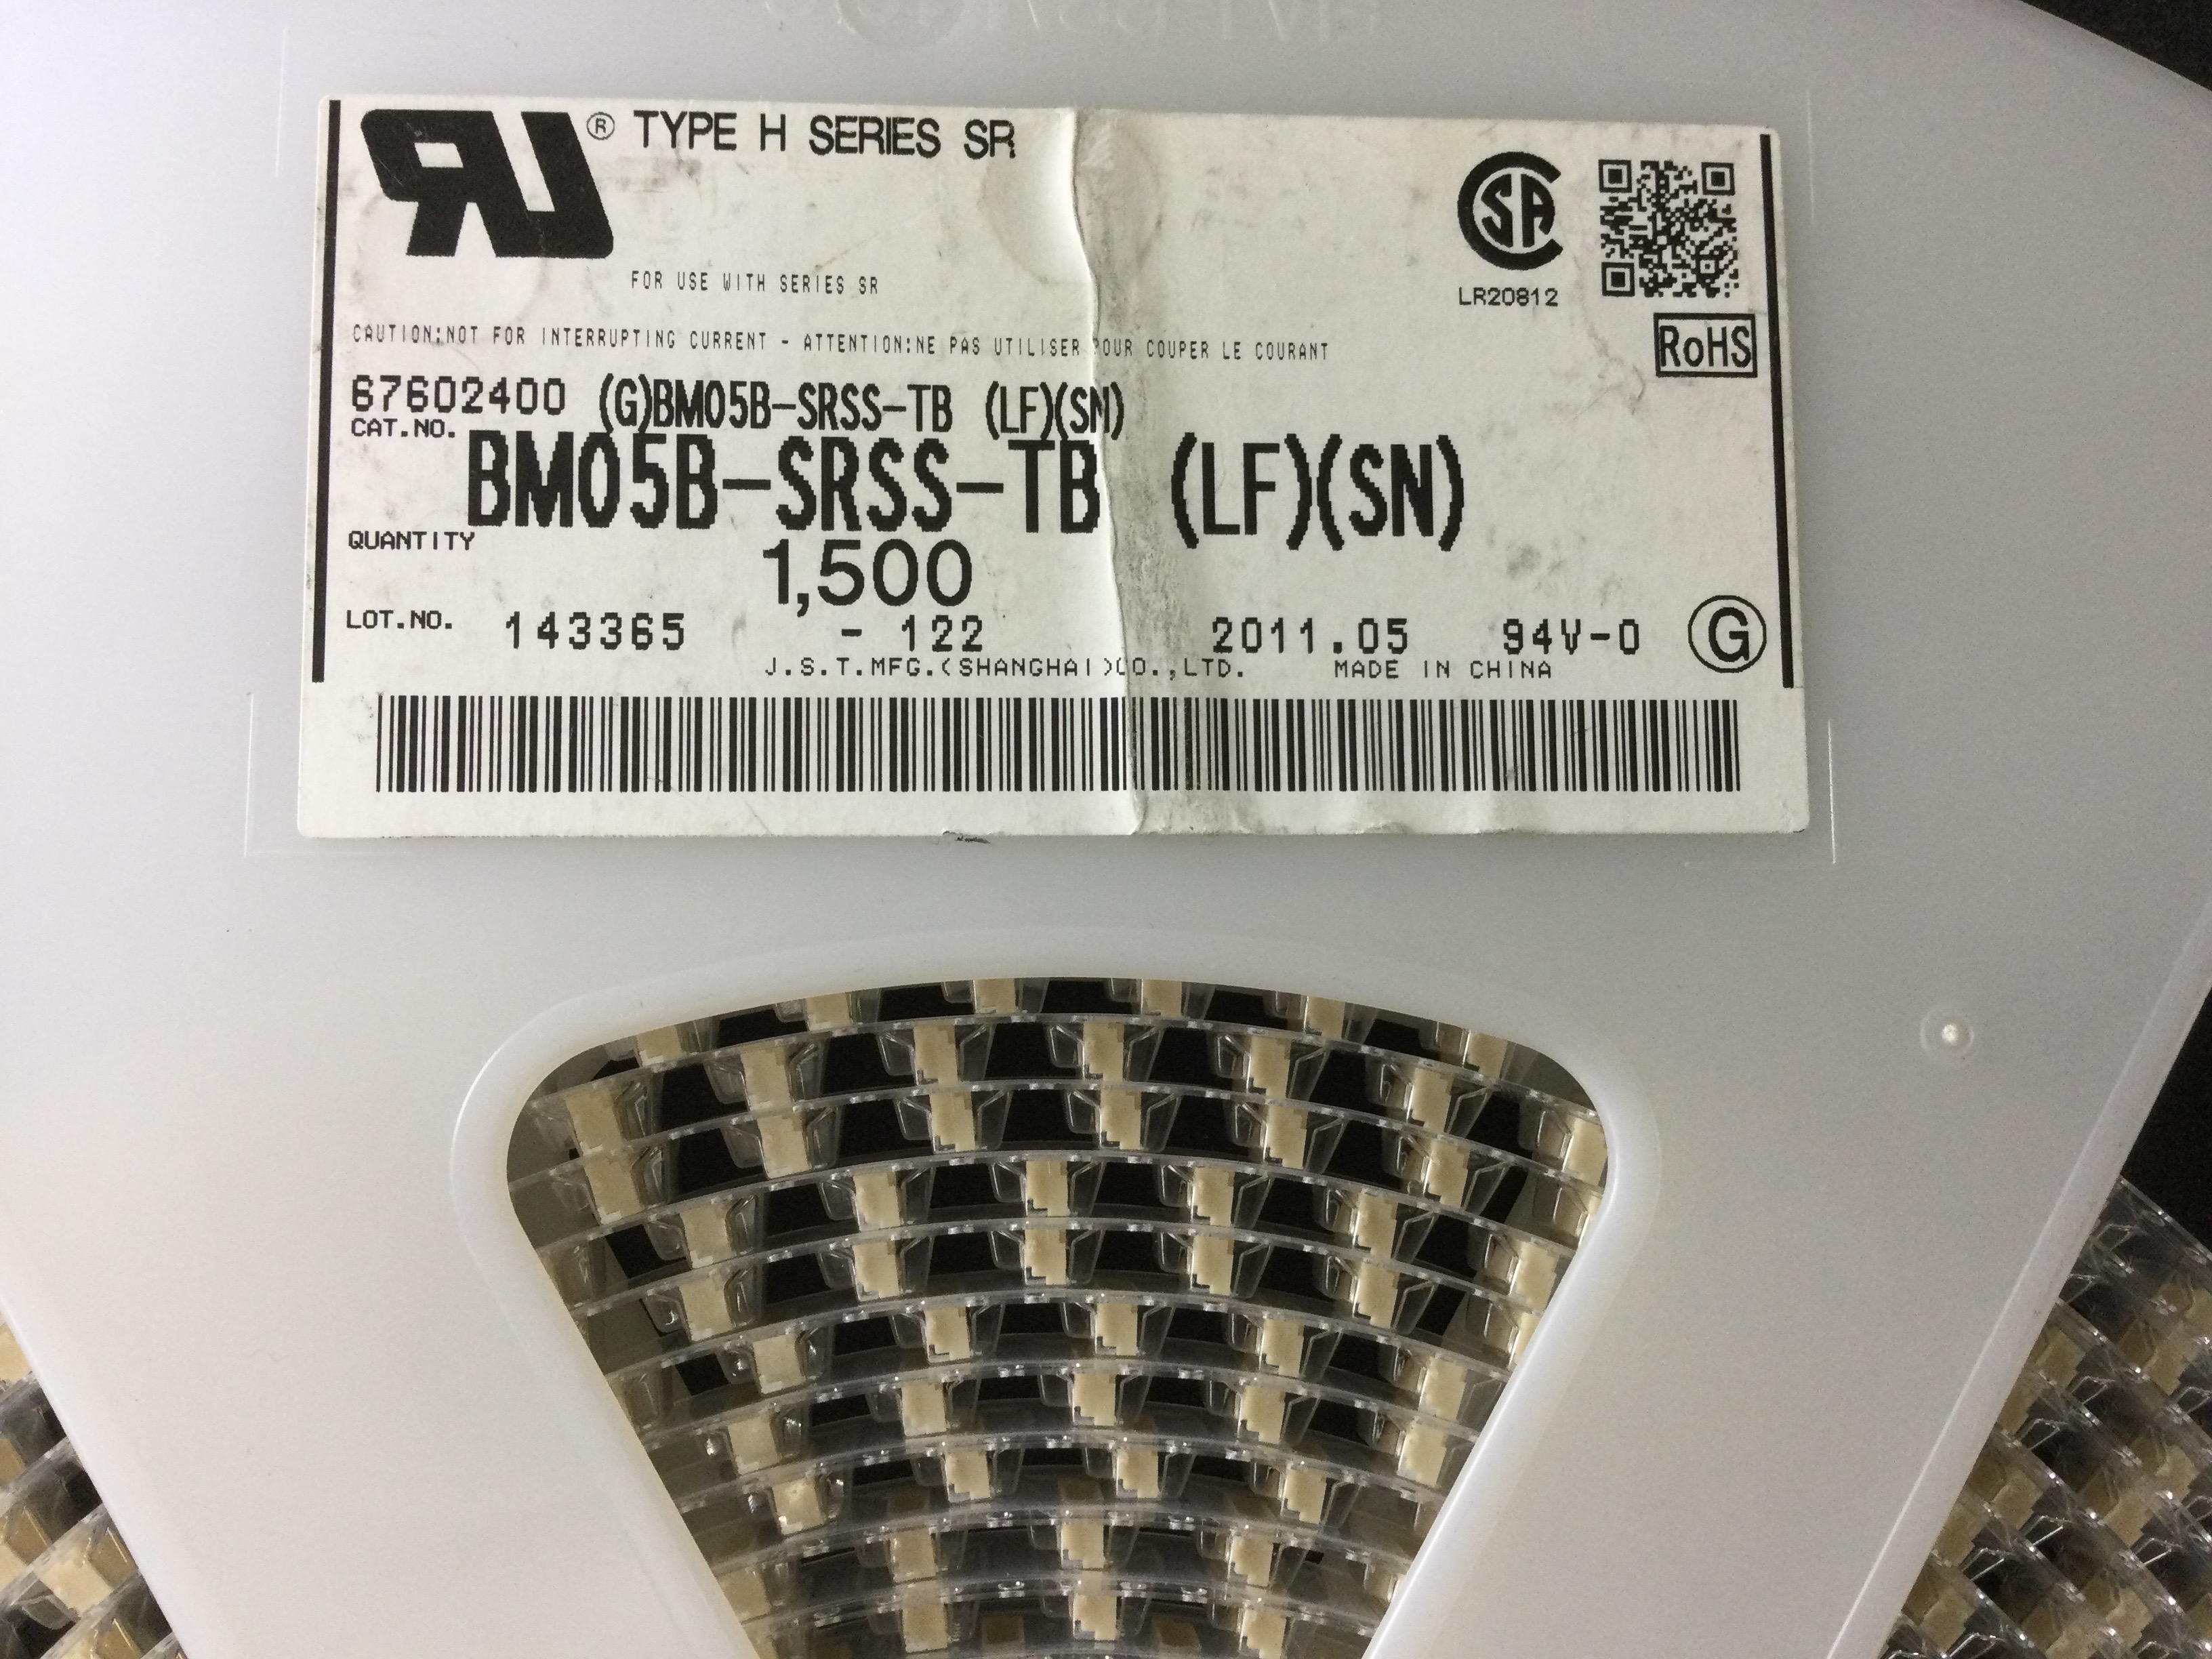 ® TYPE H SERIES SR
FOR USE WITH SERIES SR
LR20812
CAUTION:NOT FOR INTERRUPTING CURRENT - ATTENTION:NE PAS UTILISER POUR COUPER LE COURANT
RoHS
67602400 (G)BM05B-SRSS-TB (LF)(SN)
CAT.NO.
BM05B-SRSS-TB (LF)(SN)
QUANTITY
1,500
LOT.NO. 143365 - 122 2011.05 94V-0 G
J.S.T.MFG.(SHANGHAI)CO.,LTD. MADE IN CHINA